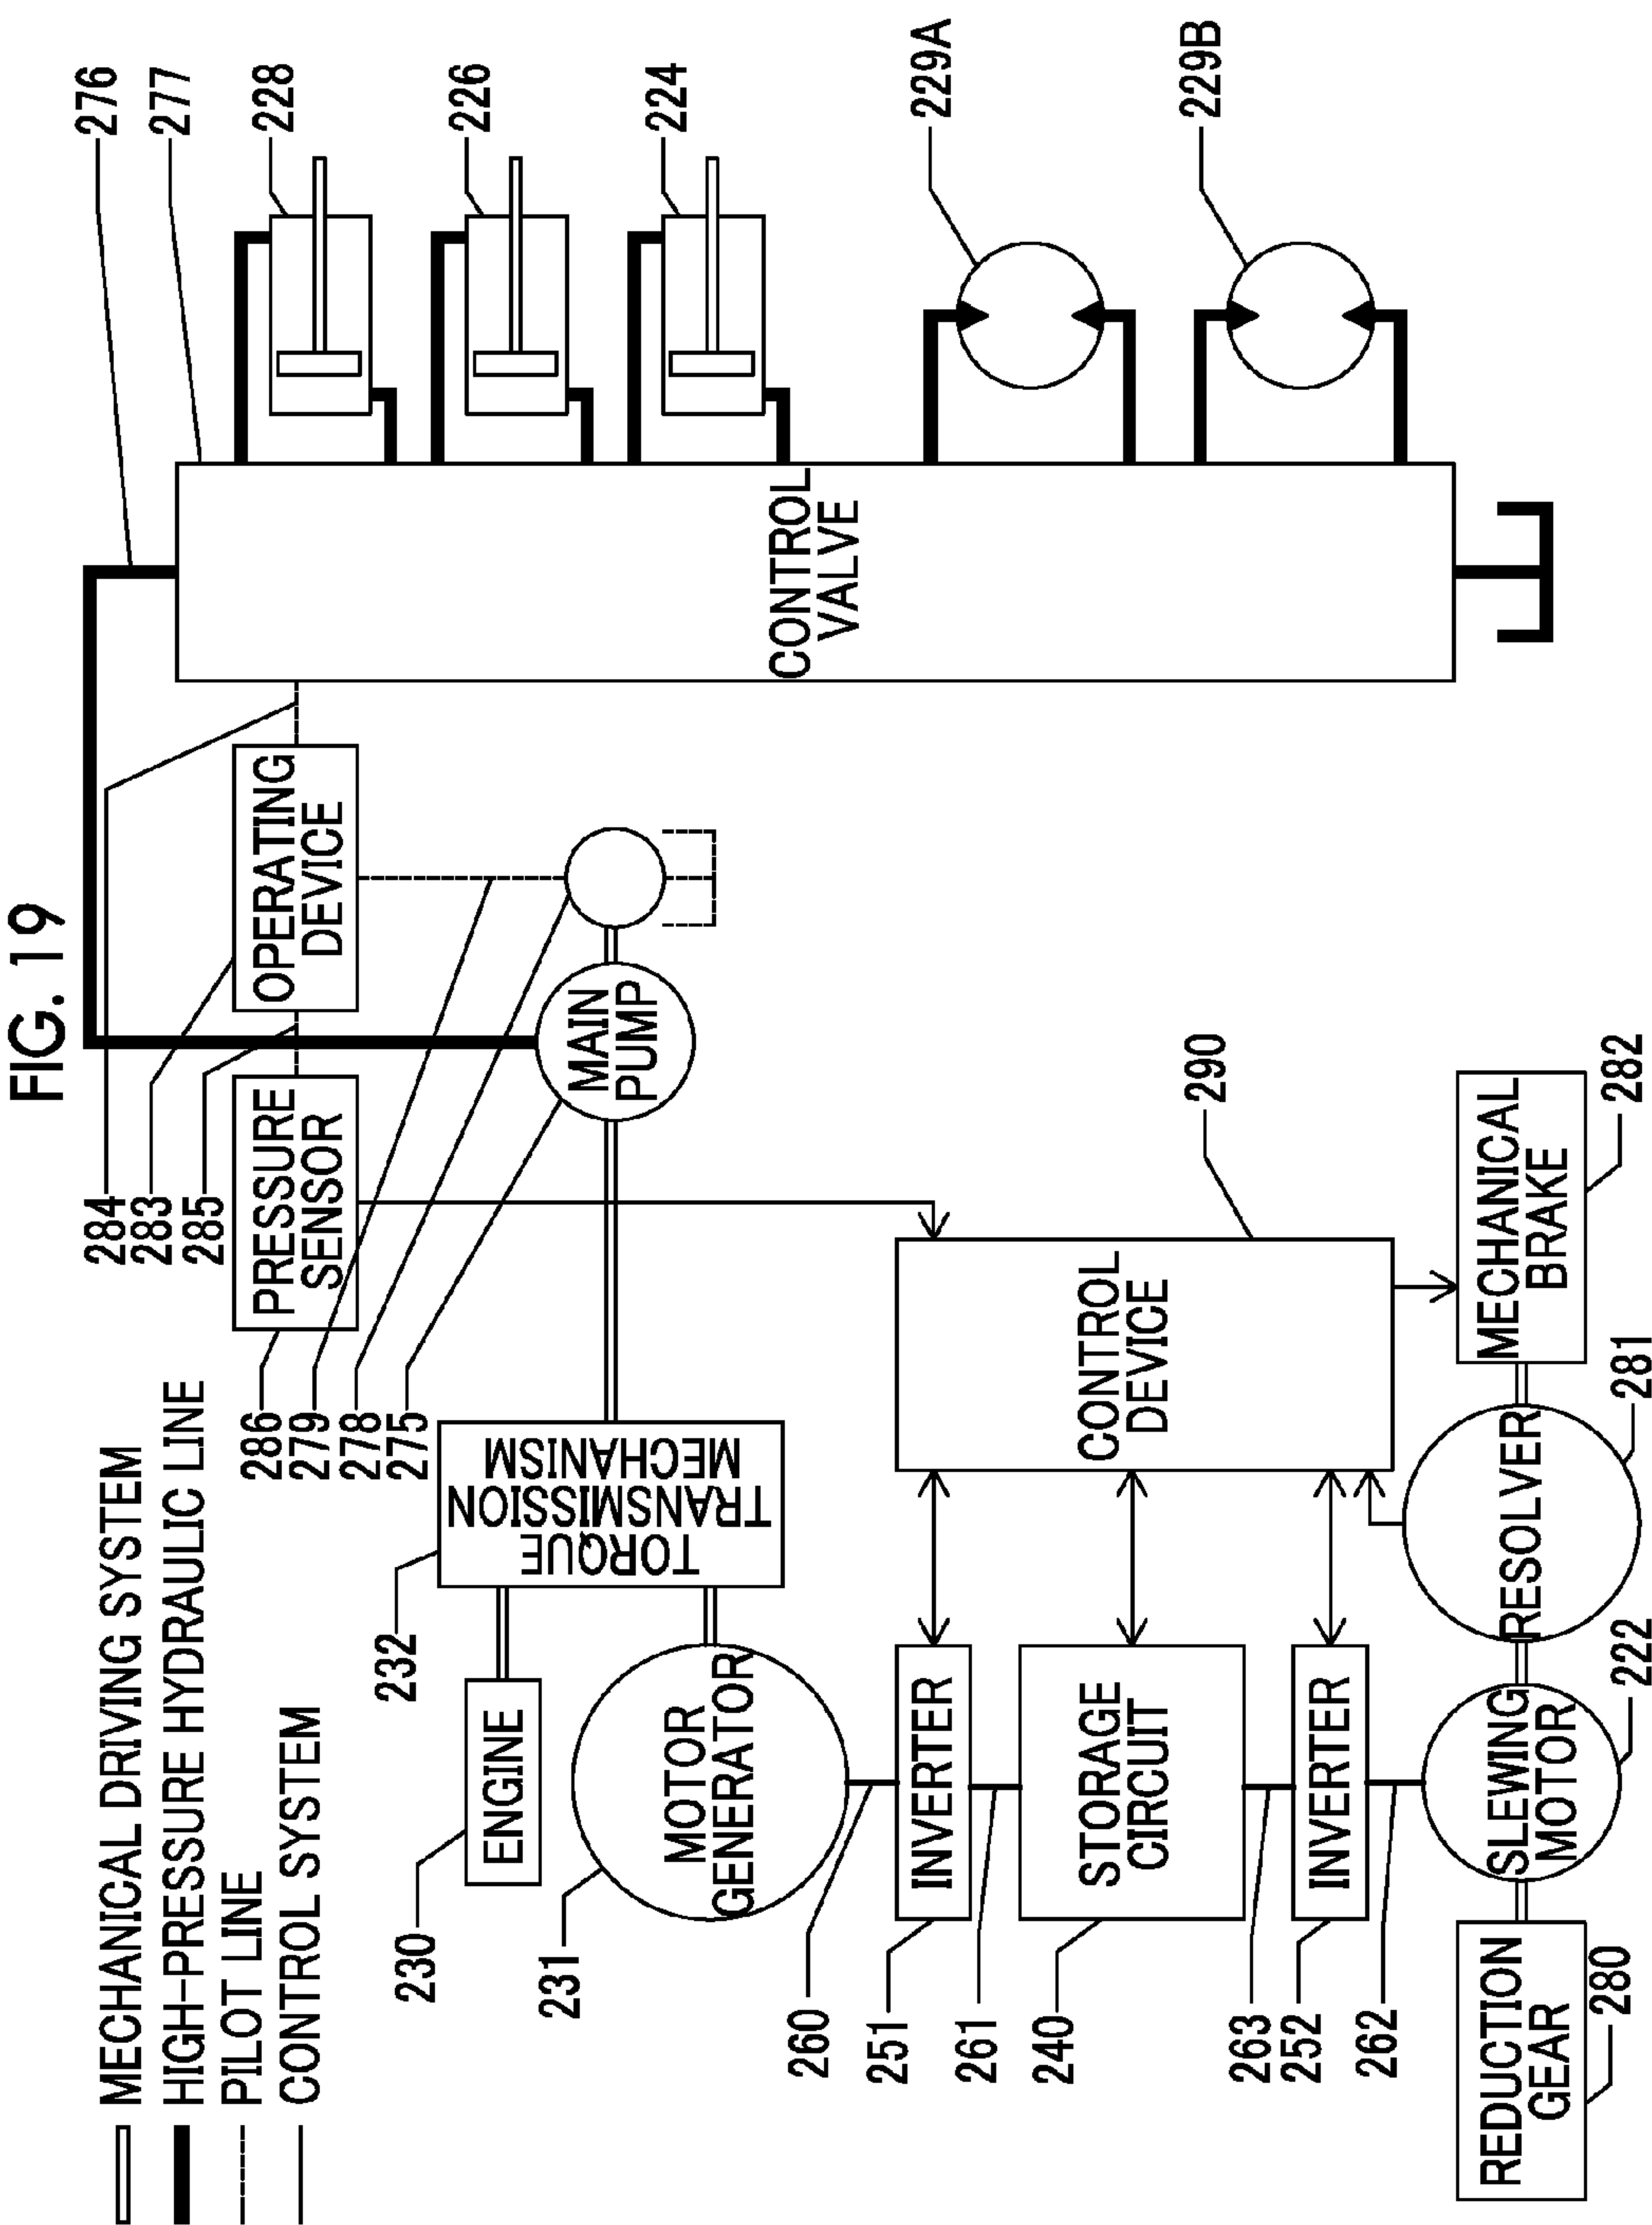 FIG. 19
MECHANICAL DRIVING SYSTEM
HIGH-PRESSURE HYDRAULIC LINE
PILOT LINE
CONTROL SYSTEM
284
283
285
286
279
278
275
276
277
228
226
224
229A
229B
PRESSURE
SENSOR
OPERATING
DEVICE
CONTROL
VALVE
MAIN
PUMP
232
TORQUE
TRANSMISSION
MECHANISM
230
ENGINE
231
MOTOR
GENERATOR
260
251
INVERTER
261
240
STORAGE
CIRCUIT
263
252
INVERTER
262
CONTROL
DEVICE
290
REDUCTION
GEAR
280
SLEWING
MOTOR
222
RESOLVER
281
MECHANICAL
BRAKE
282